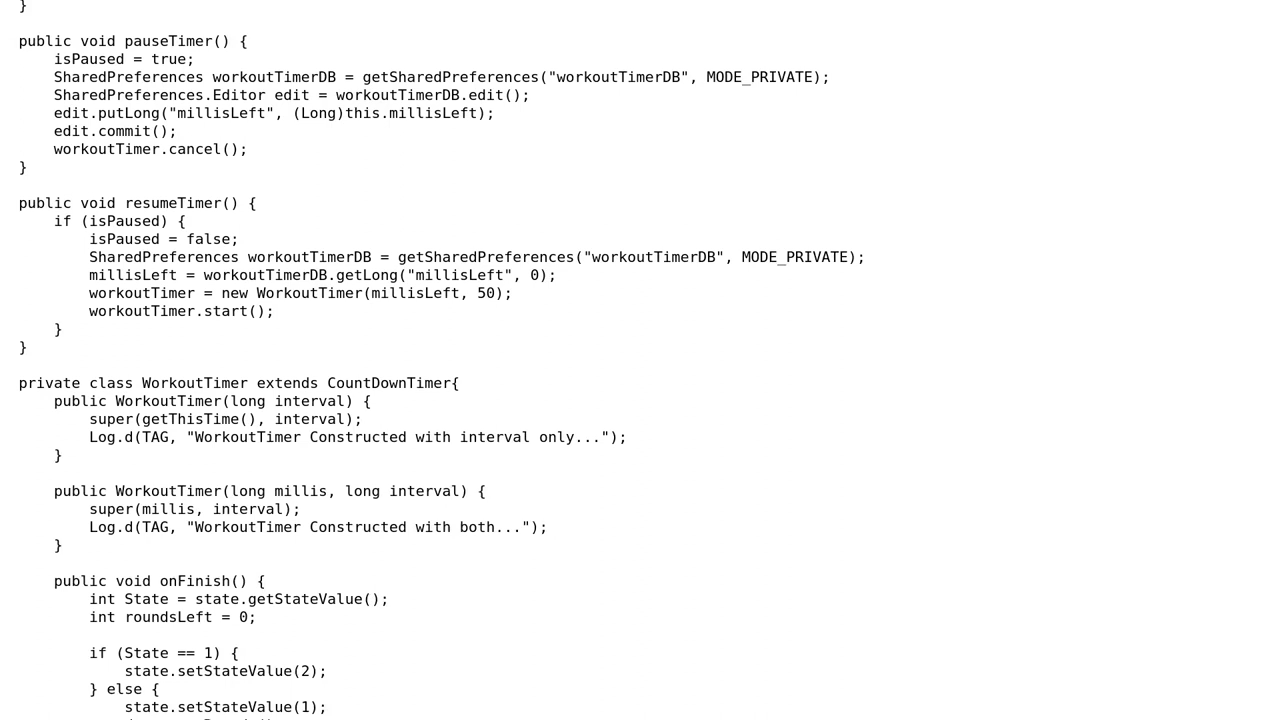 }
public void pauseTimer() {
isPaused = true;
SharedPreferences workoutTimerDB = getSharedPreferences("workoutTimerDB", MODE_PRIVATE);
SharedPreferences.Editor edit = workoutTimerDB.edit();
edit.putLong("millisLeft", (Long)this.millisLeft);
edit.commit();
workoutTimer.cancel();
}
public void resumeTimer() {
if (isPaused) {
isPaused = false;
SharedPreferences workoutTimerDB = getSharedPreferences("workoutTimerDB", MODE_PRIVATE);
millisLeft = workoutTimerDB.getLong("millisLeft", 0);
workoutTimer = new WorkoutTimer(millisLeft, 50);
workoutTimer.start();
}
}
private class WorkoutTimer extends CountDownTimer{
public WorkoutTimer(long interval) {
super(getThisTime(), interval);
Log.d(TAG, "WorkoutTimer Constructed with interval only...");
}
public WorkoutTimer(long millis, long interval) {
super(millis, interval);
Log.d(TAG, "WorkoutTimer Constructed with both...");
}
public void onFinish() {
int State = state.getStateValue();
int roundsLeft = 0;
if (State == 1) {
state.setStateValue(2);
} else {
state.setStateValue(1);